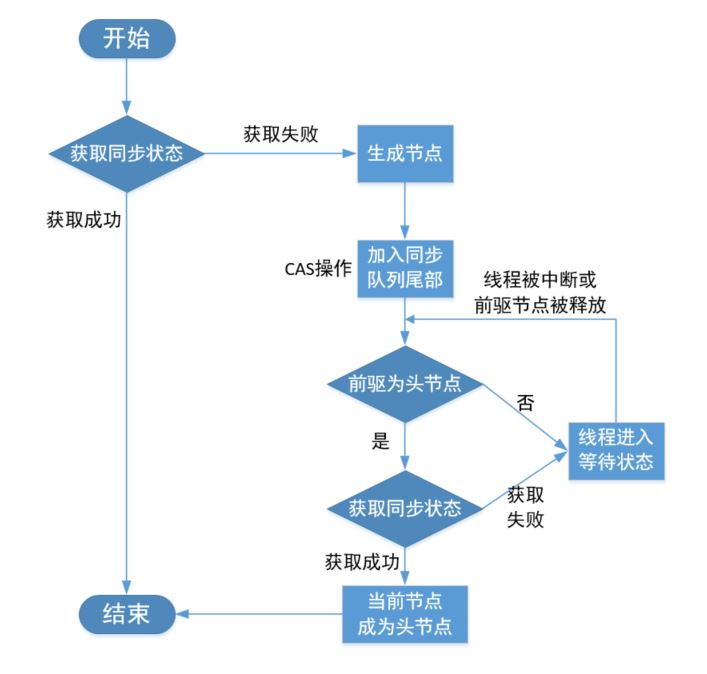 开始
获取同步状态
获取失败
生成节点
获取成功
CAS操作
加入同步
队列尾部
线程被中断或
前驱节点被释放
前驱为头节点
否
是
线程进入
等待状态
获取同步状态
获取
失败
获取成功
当前节点
成为头节点
结束